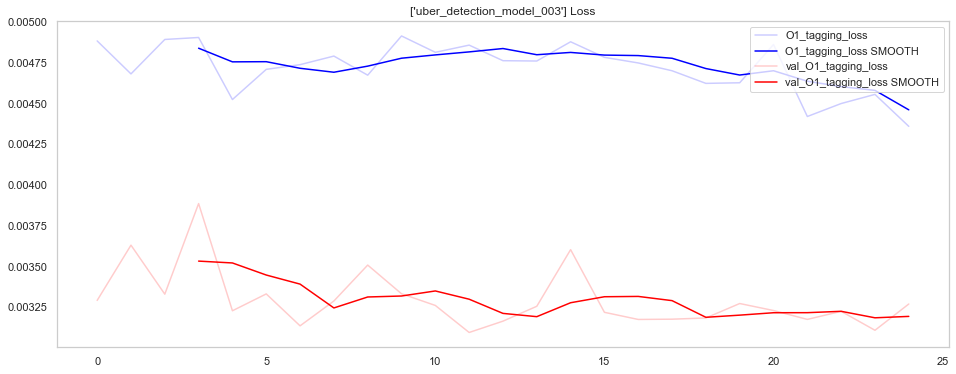 ['uber_detection_model_003'] Loss
0.00500
0.00475
0.00450
0.00425
0.00400
0.00375
0.00350
0.00325
O1_tagging_loss
O1_tagging_loss SMOOTH
val_O1_tagging_loss
val_O1_tagging_loss SMOOTH
0 5 10 15 20 25